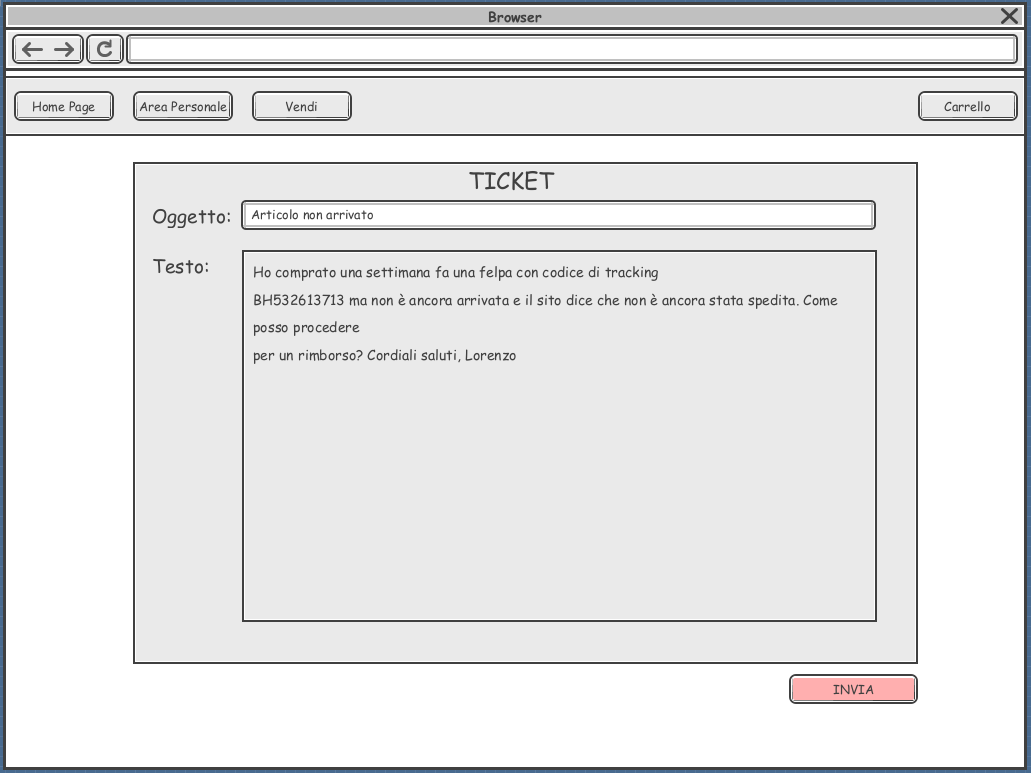 Browser
Home Page
Area Personale
Vendi
Carrello
TICKET
Oggetto:
Articolo non arrivato
Testo:
Ho comprato una settimana fa una felpa con codice di tracking
BH532613713 ma non è ancora arrivata e il sito dice che non è ancora stata spedita. Come
posso procedere
per un rimborso? Cordiali saluti, Lorenzo
INVIA